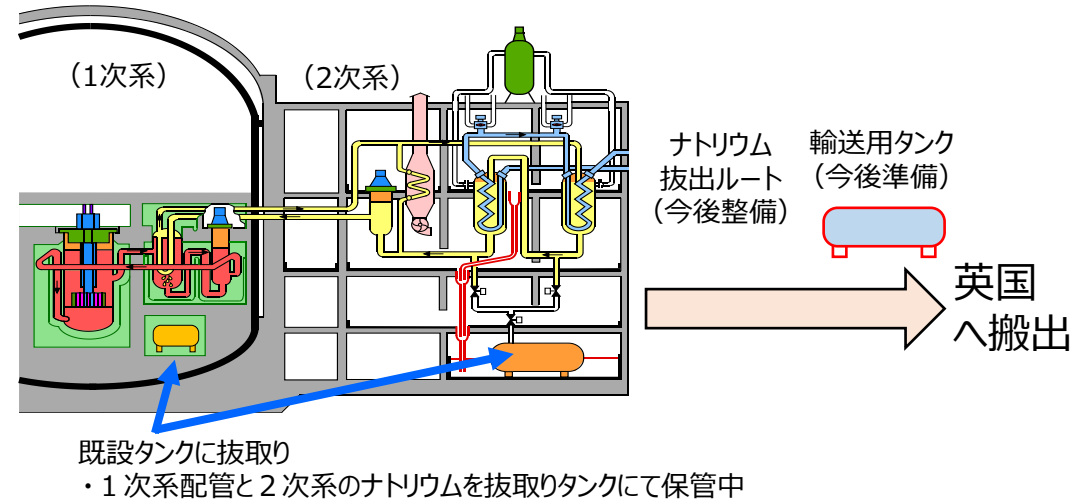 （1次系）
（2次系）
ナトリウム
抜出ルート
（今後整備）
輸送用タンク
（今後準備）
英国
へ搬出
既設タンクに抜取り
・１次系配管と２次系のナトリウムを抜取りタンクにて保管中